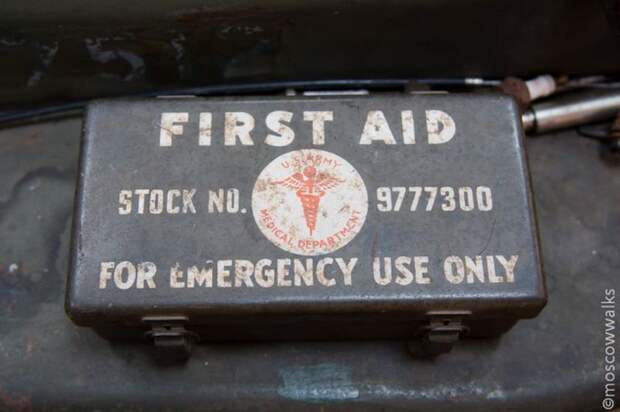 FIRST AID
U.S. ARMY
STOCK NO. 9777300
MEDICAL DEPARTMENT
FOR EMERGENCY USE ONLY
©moscowwalks